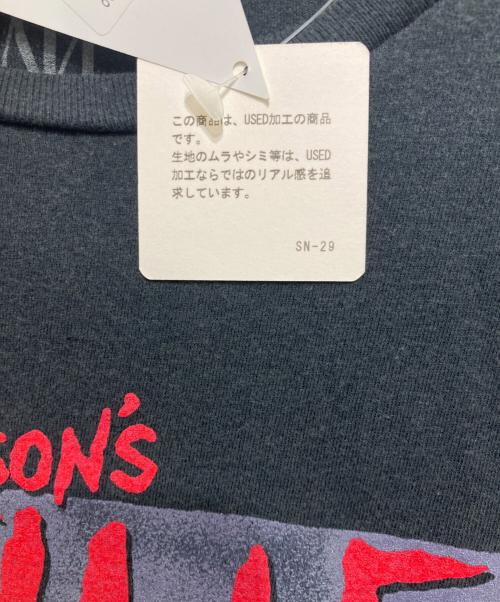 この商品は、USED加工の商品
です。
生地のムラやシミ等は、USED
加工ならではのリアル感を追
求しています。
SN-29
SON'S